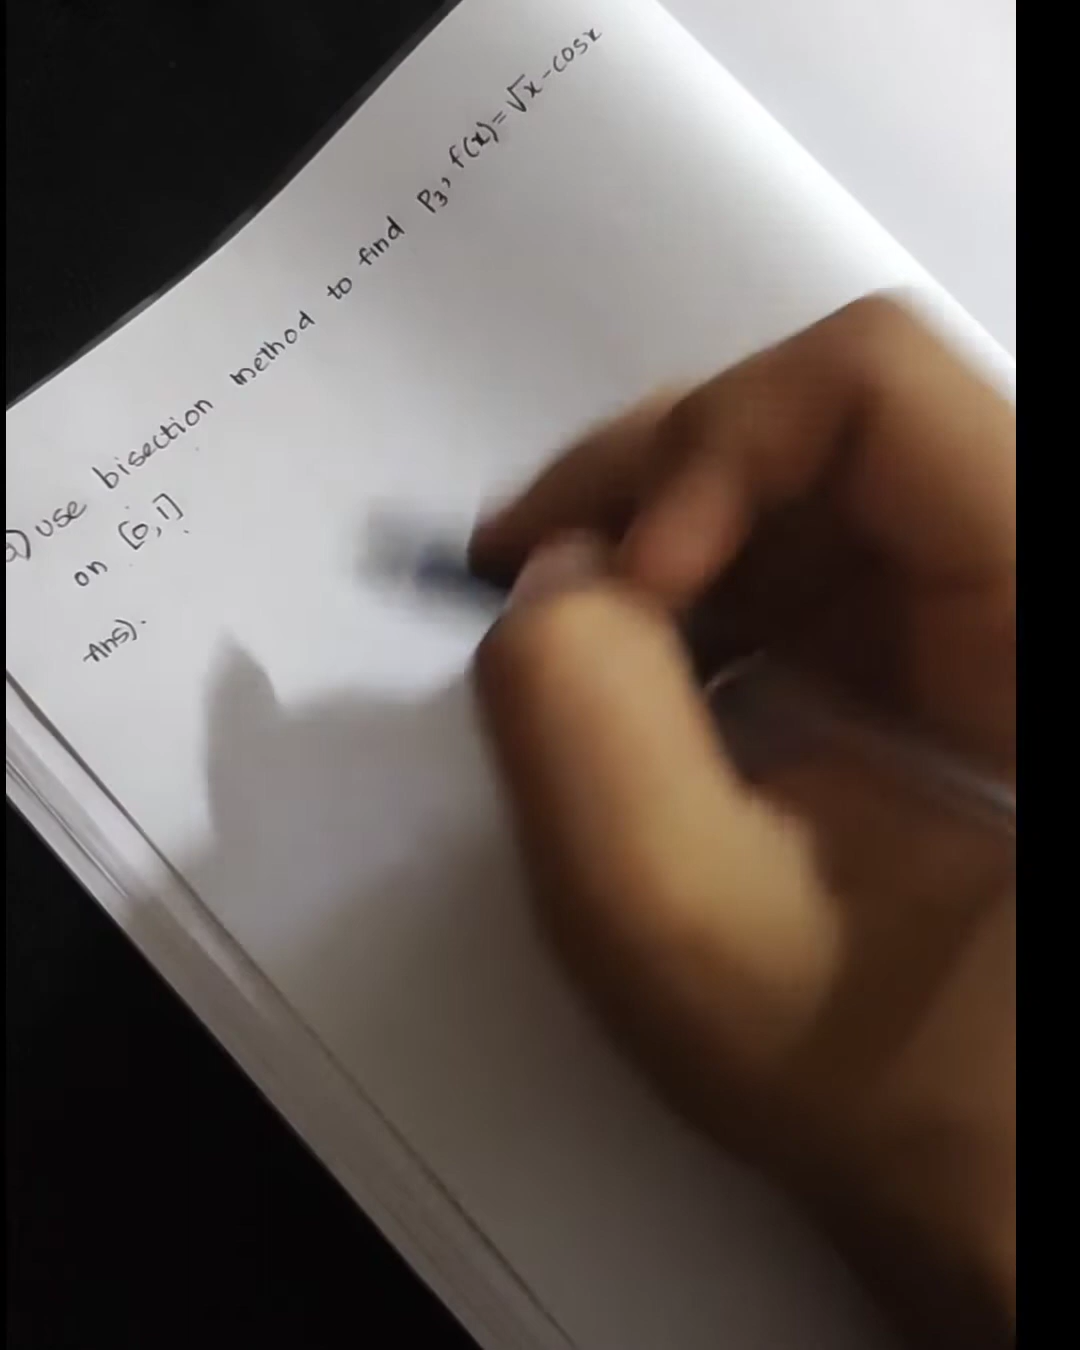 a) use bisection method to find P₃, f(x)=√x-cosx
on [0,1]
Ans).